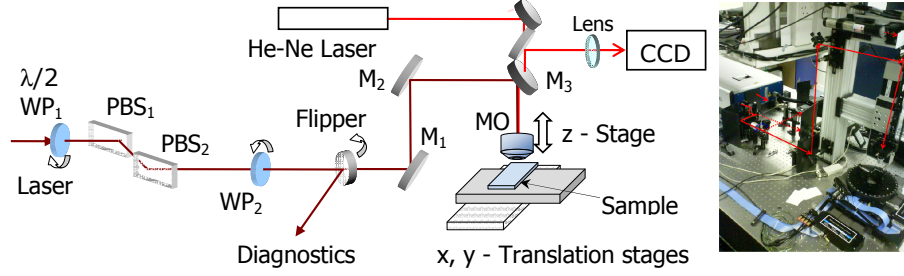 He-Ne Laser
Lens
CCD
λ/2
WP₁
PBS₁
PBS₂
Flipper
M₂
M₁
M₃
MO
z - Stage
Laser
WP₂
Sample
Diagnostics
x, y - Translation stages